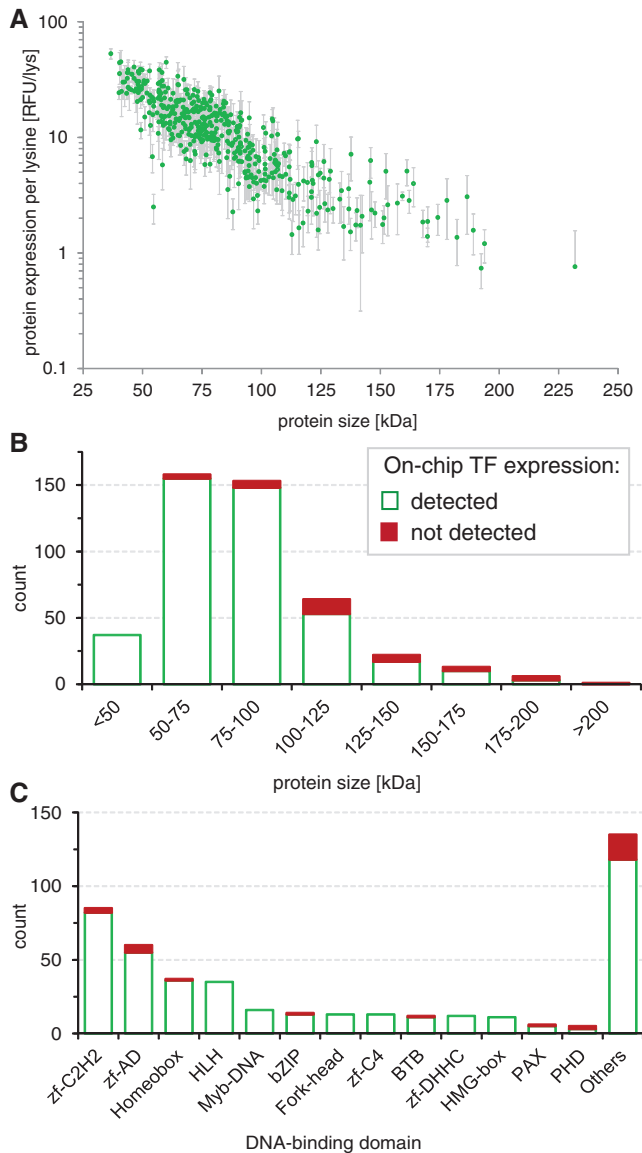 A
protein expression per lysine [RFU/lys]
100
10
1
0.1
25 50 75 100 125 150 175 200 225 250
protein size [kDa]
B
On-chip TF expression:
detected
not detected
count
150
100
50
0
<50 50-75 75-100 100-125 125-150 150-175 175-200 >200
protein size [kDa]
C
count
150
100
50
0
zf-C2H2 zf-AD Homeobox HLH Myb-DNA bZIP Fork-head zf-C4 BTB zf-DHHC HMG-box PAX PHD Others
DNA-binding domain